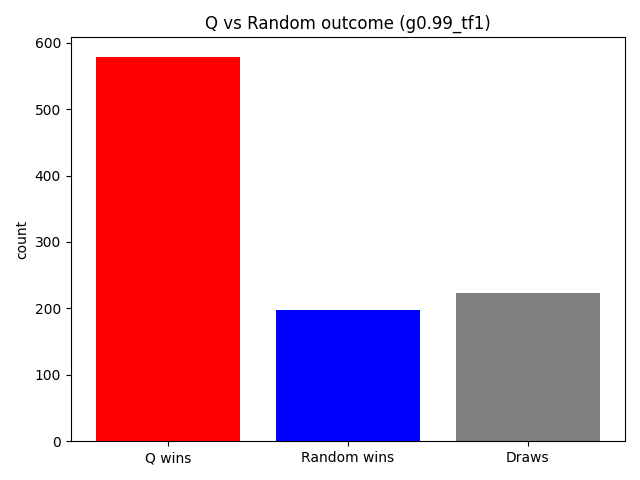 Q vs Random outcome (g0.99_tf1)
600
500
400
300
200
100
0
count
Q wins
Random wins
Draws